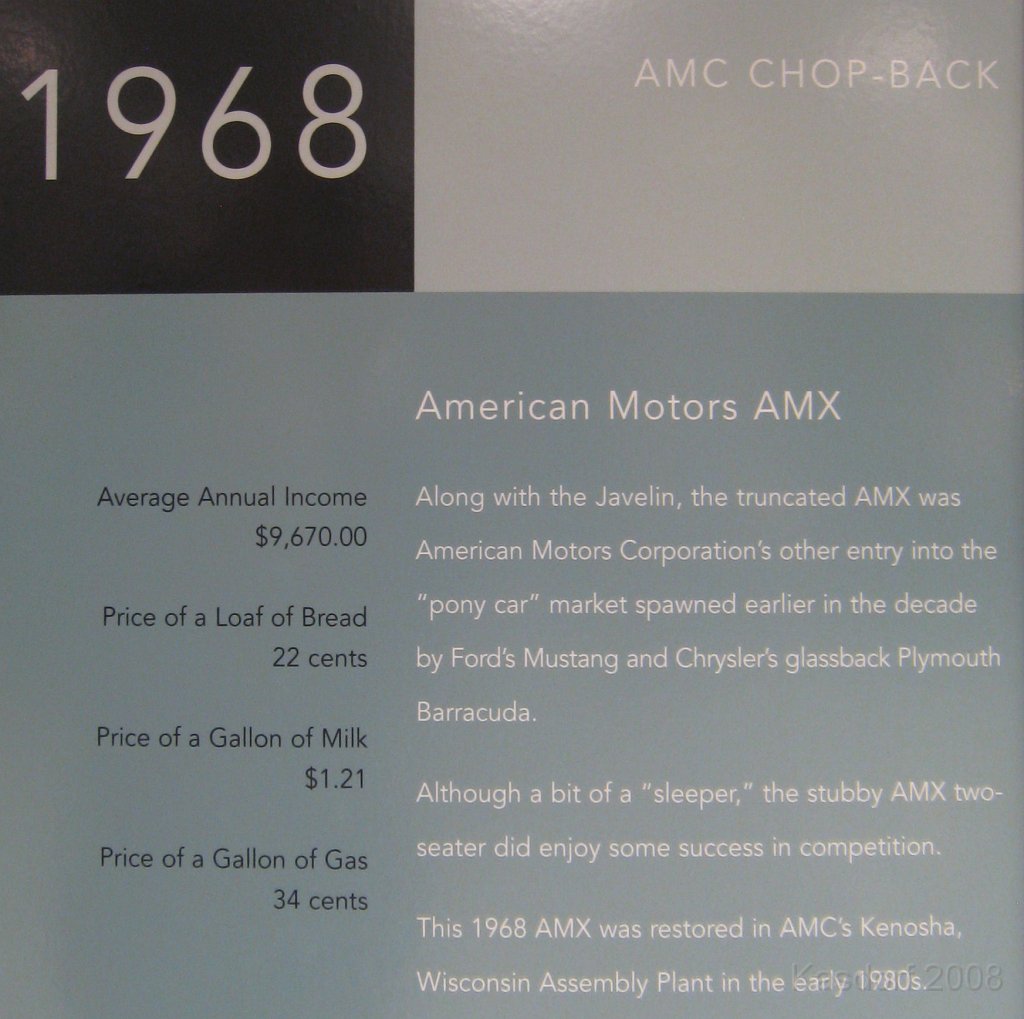 1968
AMC CHOP-BACK
American Motors AMX
Average Annual Income
$9,670.00
Price of a Loaf of Bread
22 cents
Price of a Gallon of Milk
$1.21
Price of a Gallon of Gas
34 cents
Along with the Javelin, the truncated AMX was
American Motors Corporation's other entry into the
"pony car" market spawned earlier in the decade
by Ford's Mustang and Chrysler's glassback Plymouth
Barracuda.
Although a bit of a "sleeper," the stubby AMX two-
seater did enjoy some success in competition.
This 1968 AMX was restored in AMC's Kenosha,
Wisconsin Assembly Plant in the early 1980s.
2008